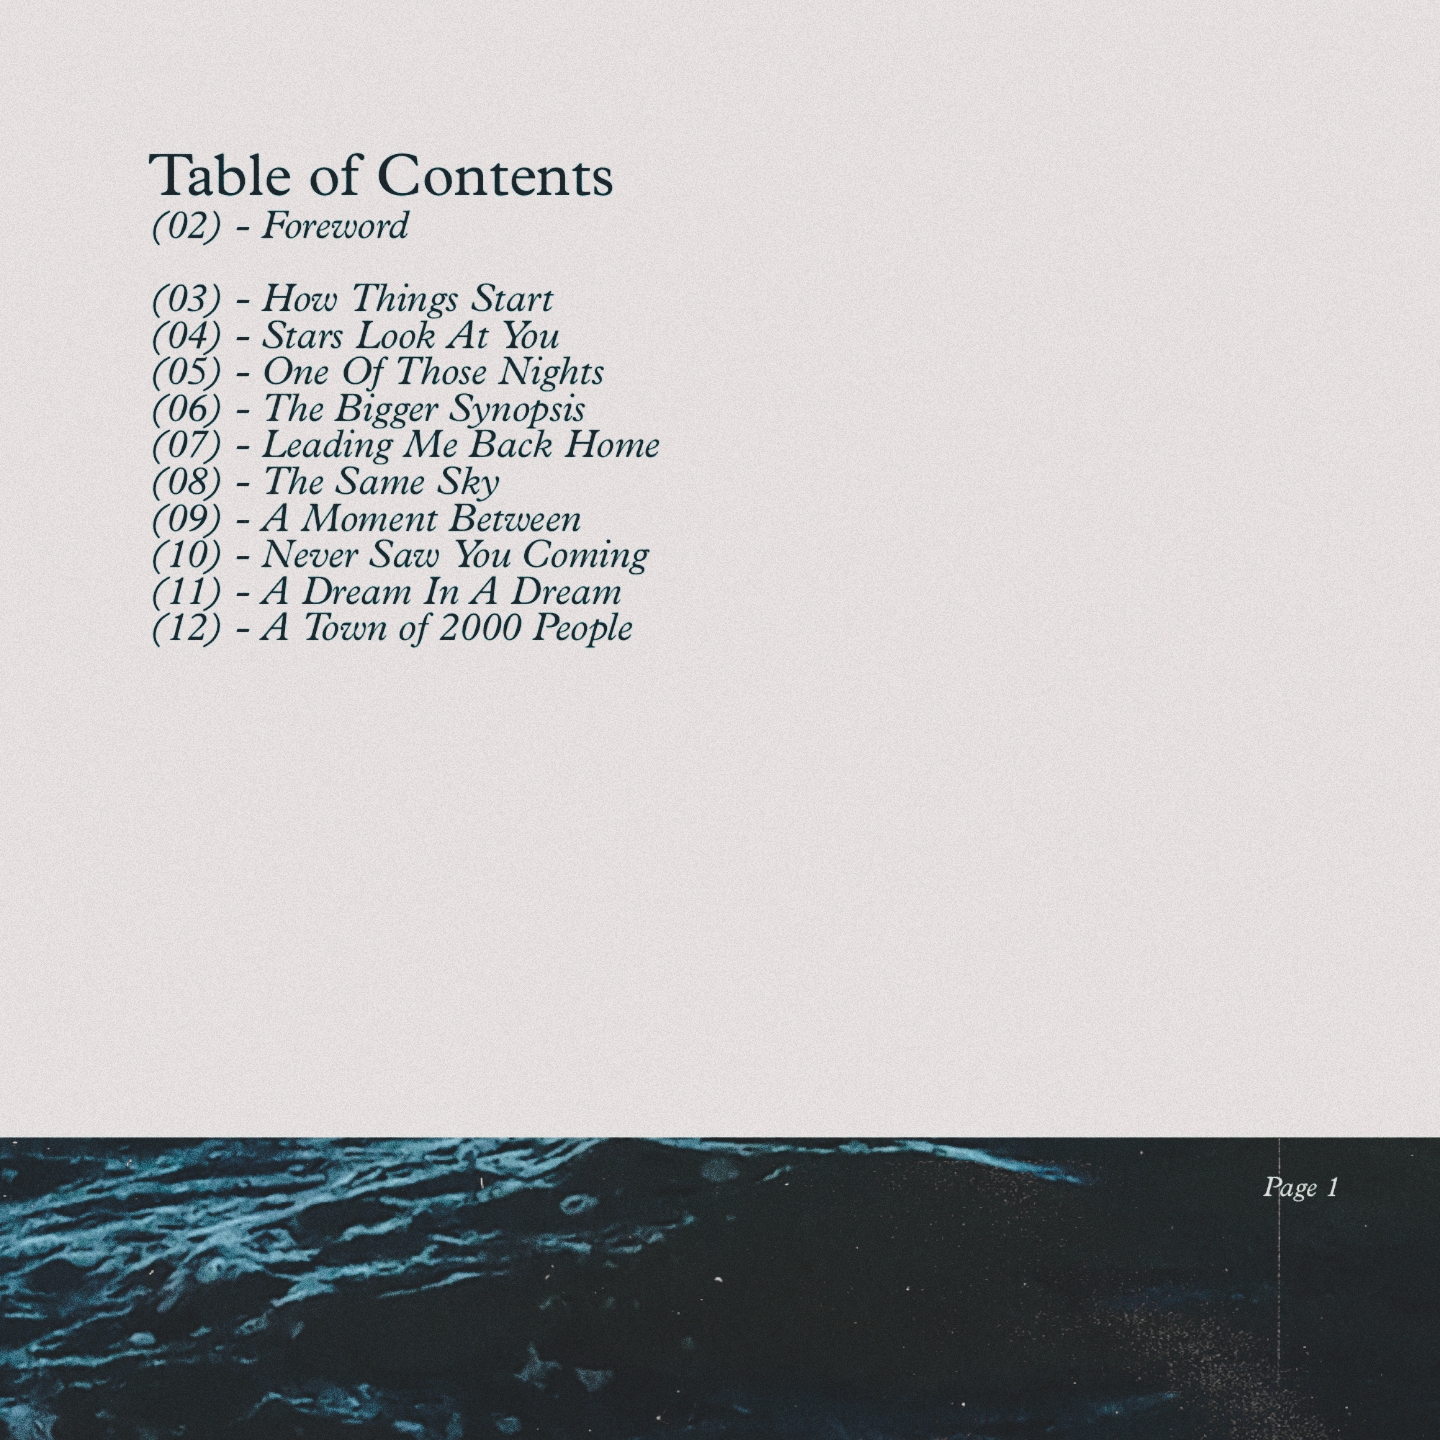 Table of Contents
(02) - Foreword
(03) - How Things Start
(04) - Stars Look At You
(05) - One Of Those Nights
(06) - The Bigger Synopsis
(07) - Leading Me Back Home
(08) - The Same Sky
(09) - A Moment Between
(10) - Never Saw You Coming
(11) - A Dream In A Dream
(12) - A Town of 2000 People
Page 1